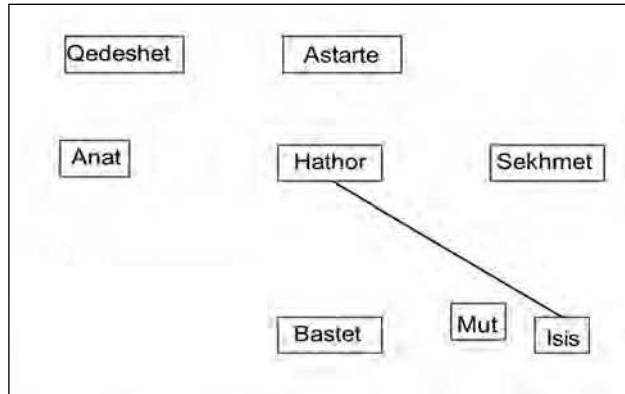 Qedeshet
Astarte
Anat
Hathor
Sekhmet
Bastet
Mut
Isis